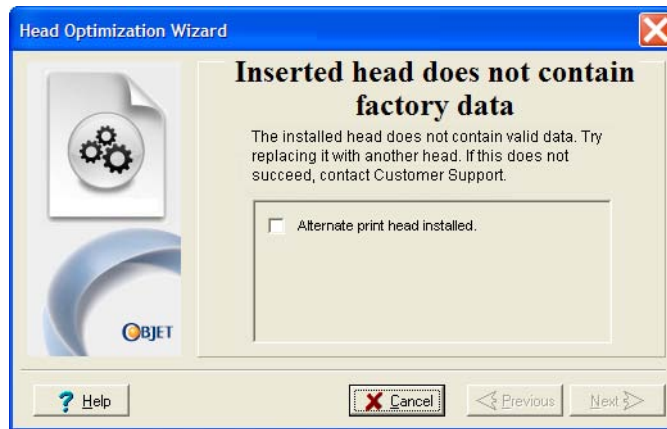 Head Optimization Wizard
Inserted head does not contain
factory data
The installed head does not contain valid data. Try
replacing it with another head. If this does not
succeed, contact Customer Support.
Alternate print head installed.
OBJET
Help
Cancel
Previous
Next